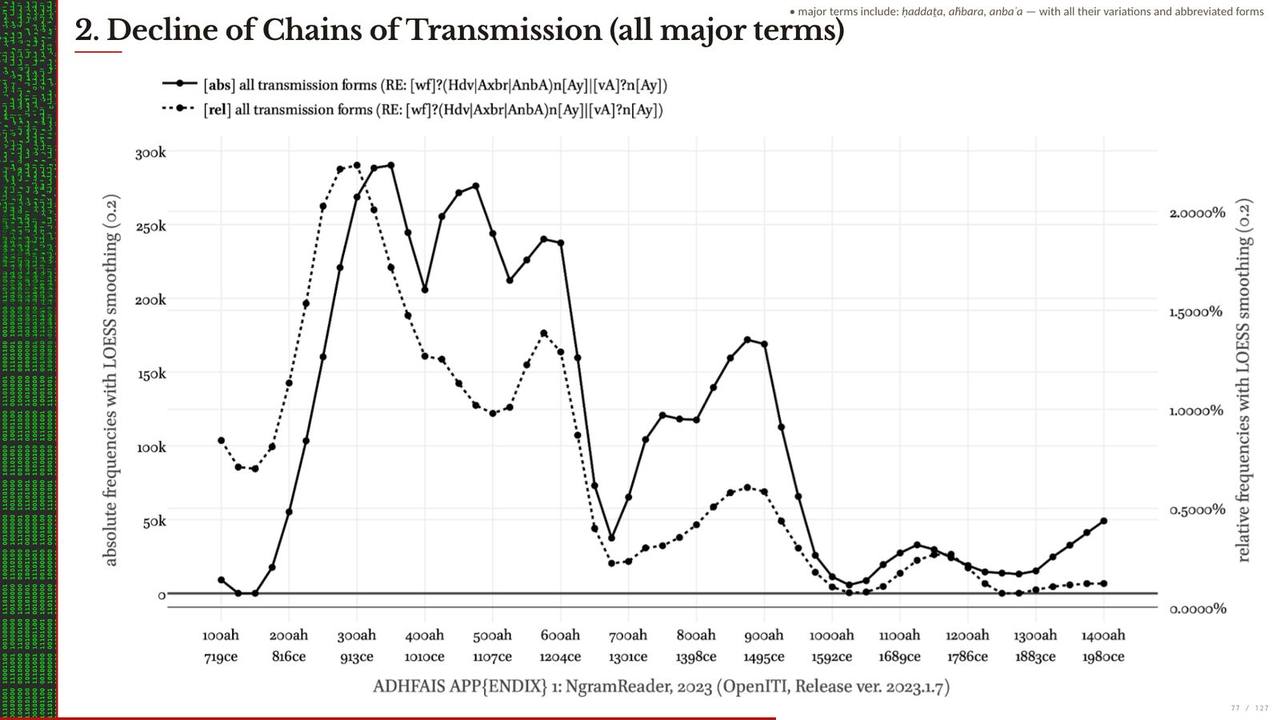 • major terms include: ḥaddaṯa, aḫbara, anbaʾa — with all their variations and abbreviated forms
2. Decline of Chains of Transmission (all major terms)
[abs] all transmission forms (RE: [wf]?(Hdv|Axbr|AnbA)n[Ay]|[vA]?n[Ay])
[rel] all transmission forms (RE: [wf]?(Hdv|Axbr|AnbA)n[Ay]|[vA]?n[Ay])
absolute frequencies with LOESS smoothing (0.2)
300k
250k
200k
150k
100k
50k
0
2.0000%
1.5000%
1.0000%
0.5000%
0.0000%
relative frequencies with LOESS smoothing (0.2)
100ah 200ah 300ah 400ah 500ah 600ah 700ah 800ah 900ah 1000ah 1100ah 1200ah 1300ah 1400ah
719ce 816ce 913ce 1010ce 1107ce 1204ce 1301ce 1398ce 1495ce 1592ce 1689ce 1786ce 1883ce 1980ce
ADHFAIS APP{ENDIX} 1: NgramReader, 2023 (OpenITI, Release ver. 2023.1.7)
77 / 127